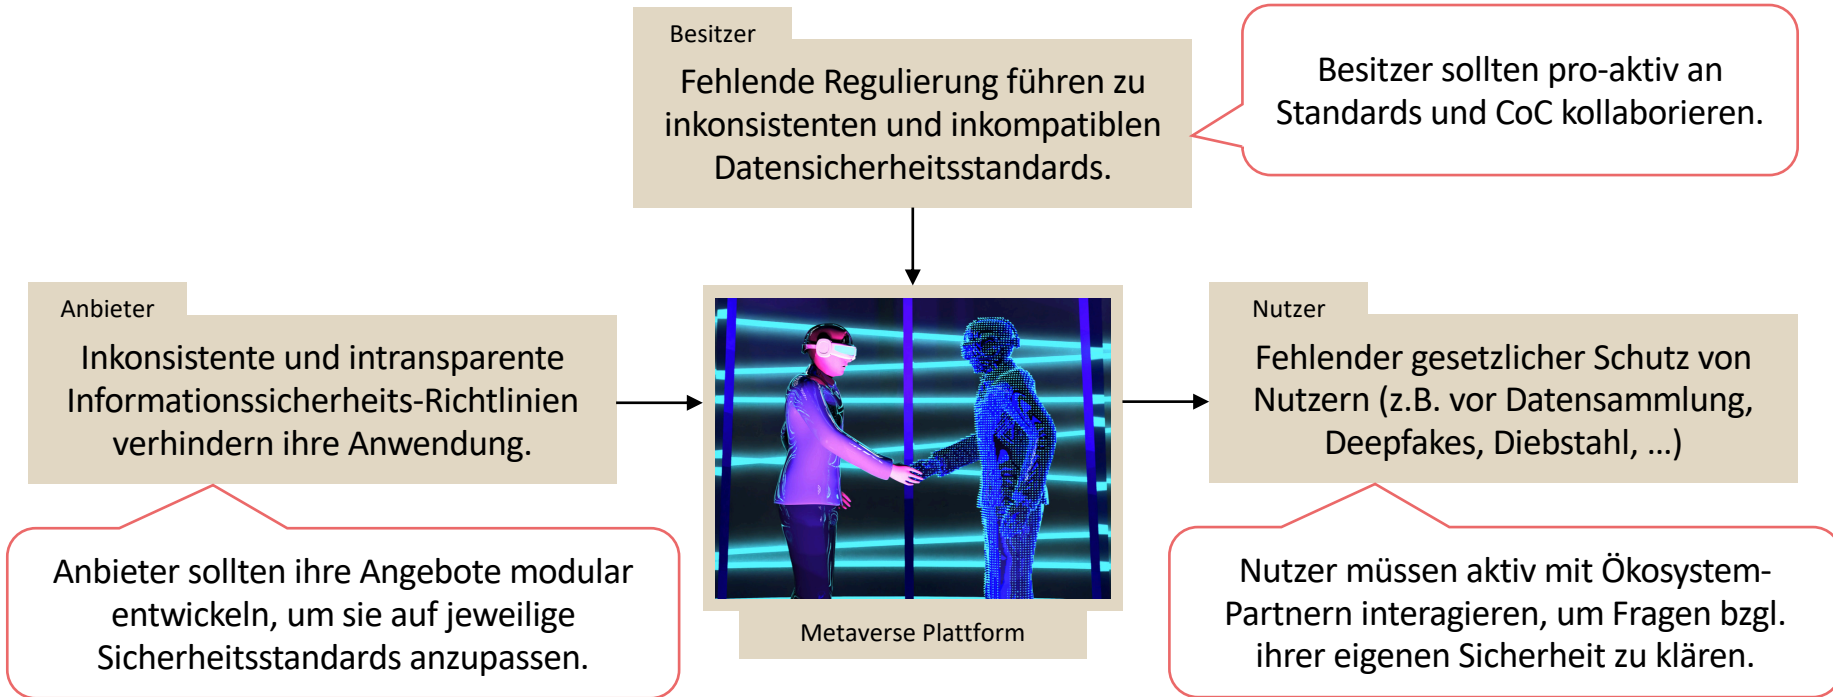 Besitzer
Fehlende Regulierung führen zu
inkonsistenten und inkompatiblen
Datensicherheitsstandards.
Besitzer sollten pro-aktiv an
Standards und CoC kollaborieren.
Anbieter
Inkonsistente und intransparente
Informationssicherheits-Richtlinien
verhindern ihre Anwendung.
Nutzer
Fehlender gesetzlicher Schutz von
Nutzern (z.B. vor Datensammlung,
Deepfakes, Diebstahl, ...)
Anbieter sollten ihre Angebote modular
entwickeln, um sie auf jeweilige
Sicherheitsstandards anzupassen.
Metaverse Plattform
Nutzer müssen aktiv mit Ökosystem-
Partnern interagieren, um Fragen bzgl.
ihrer eigenen Sicherheit zu klären.